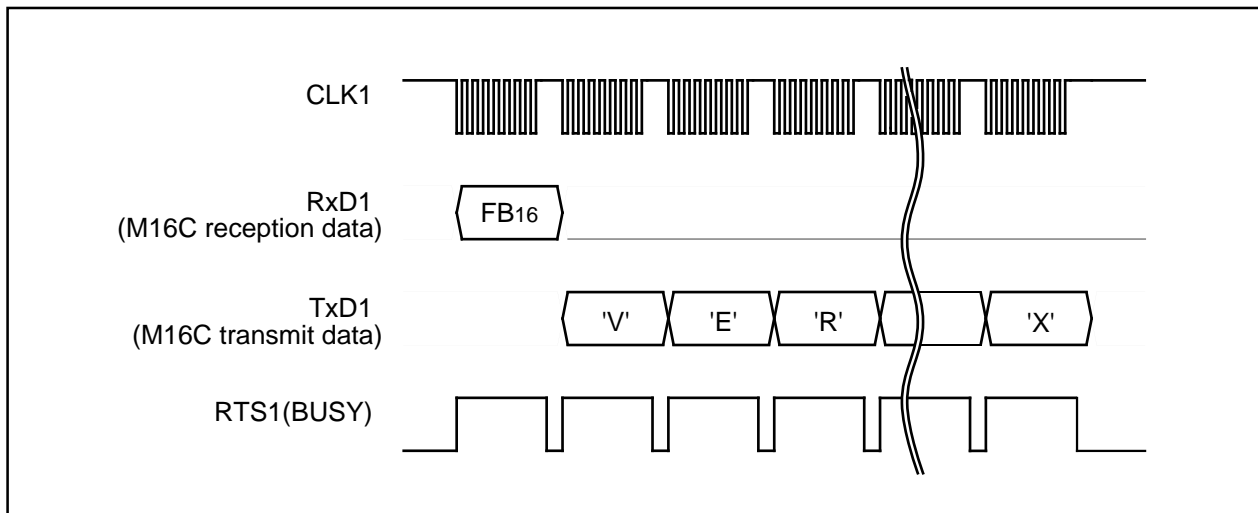 CLK1
RxD1
(M16C reception data)
FB16
TxD1
(M16C transmit data)
'V' 'E' 'R' 'X'
RTS1(BUSY)